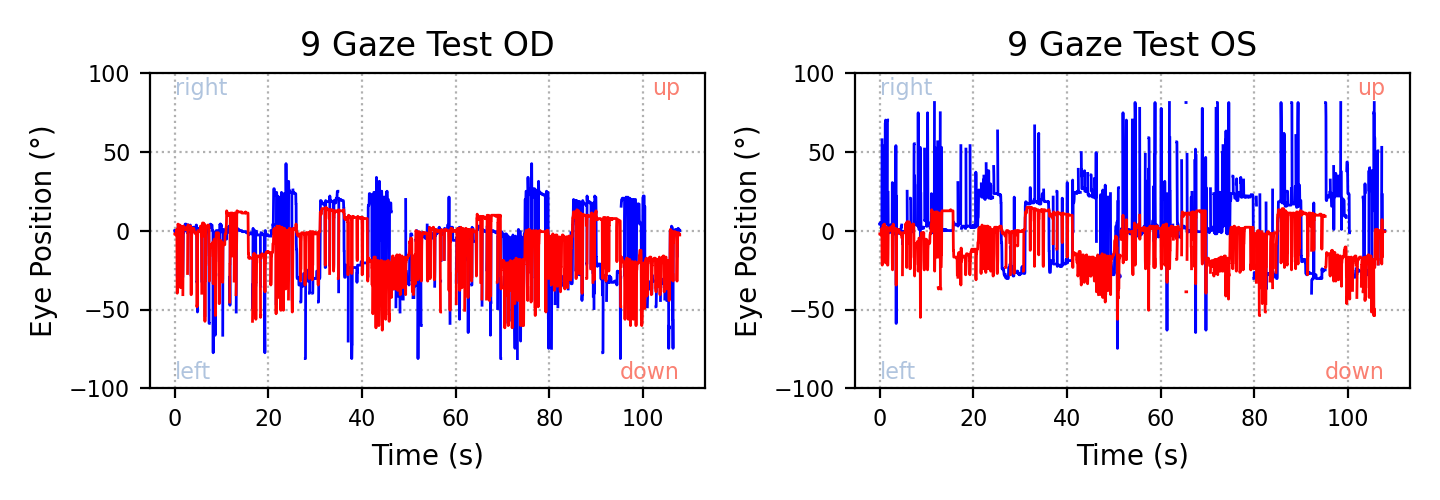 9 Gaze Test OD
100
50
0
−50
−100
Eye Position (°)
right
up
left
down
0 20 40 60 80 100
Time (s)
9 Gaze Test OS
100
50
0
−50
−100
Eye Position (°)
right
up
left
down
0 20 40 60 80 100
Time (s)